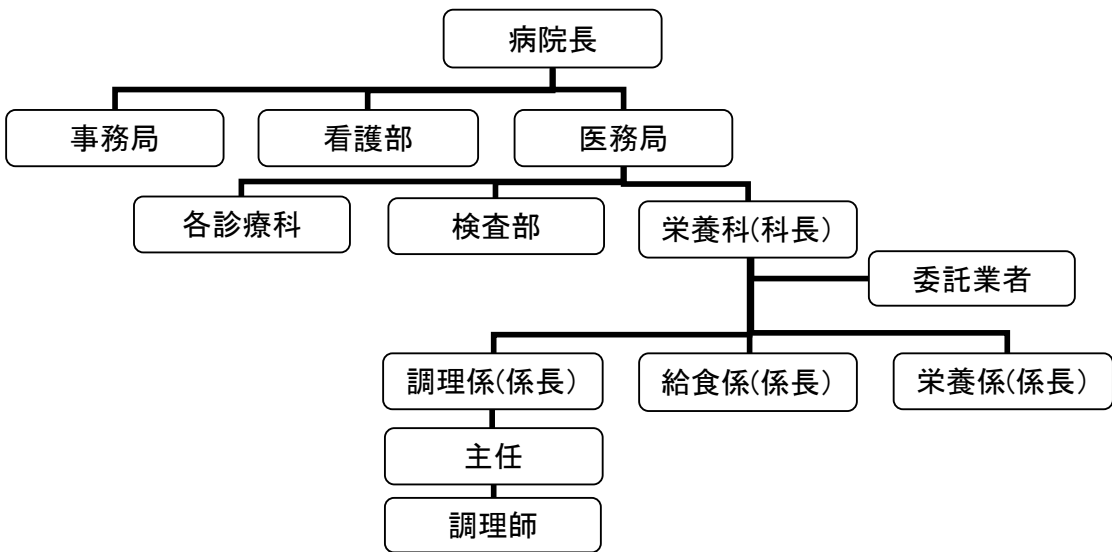 病院長
事務局
看護部
医務局
各診療科
検査部
栄養科(科長)
委託業者
調理係(係長)
給食係(係長)
栄養係(係長)
主任
調理師